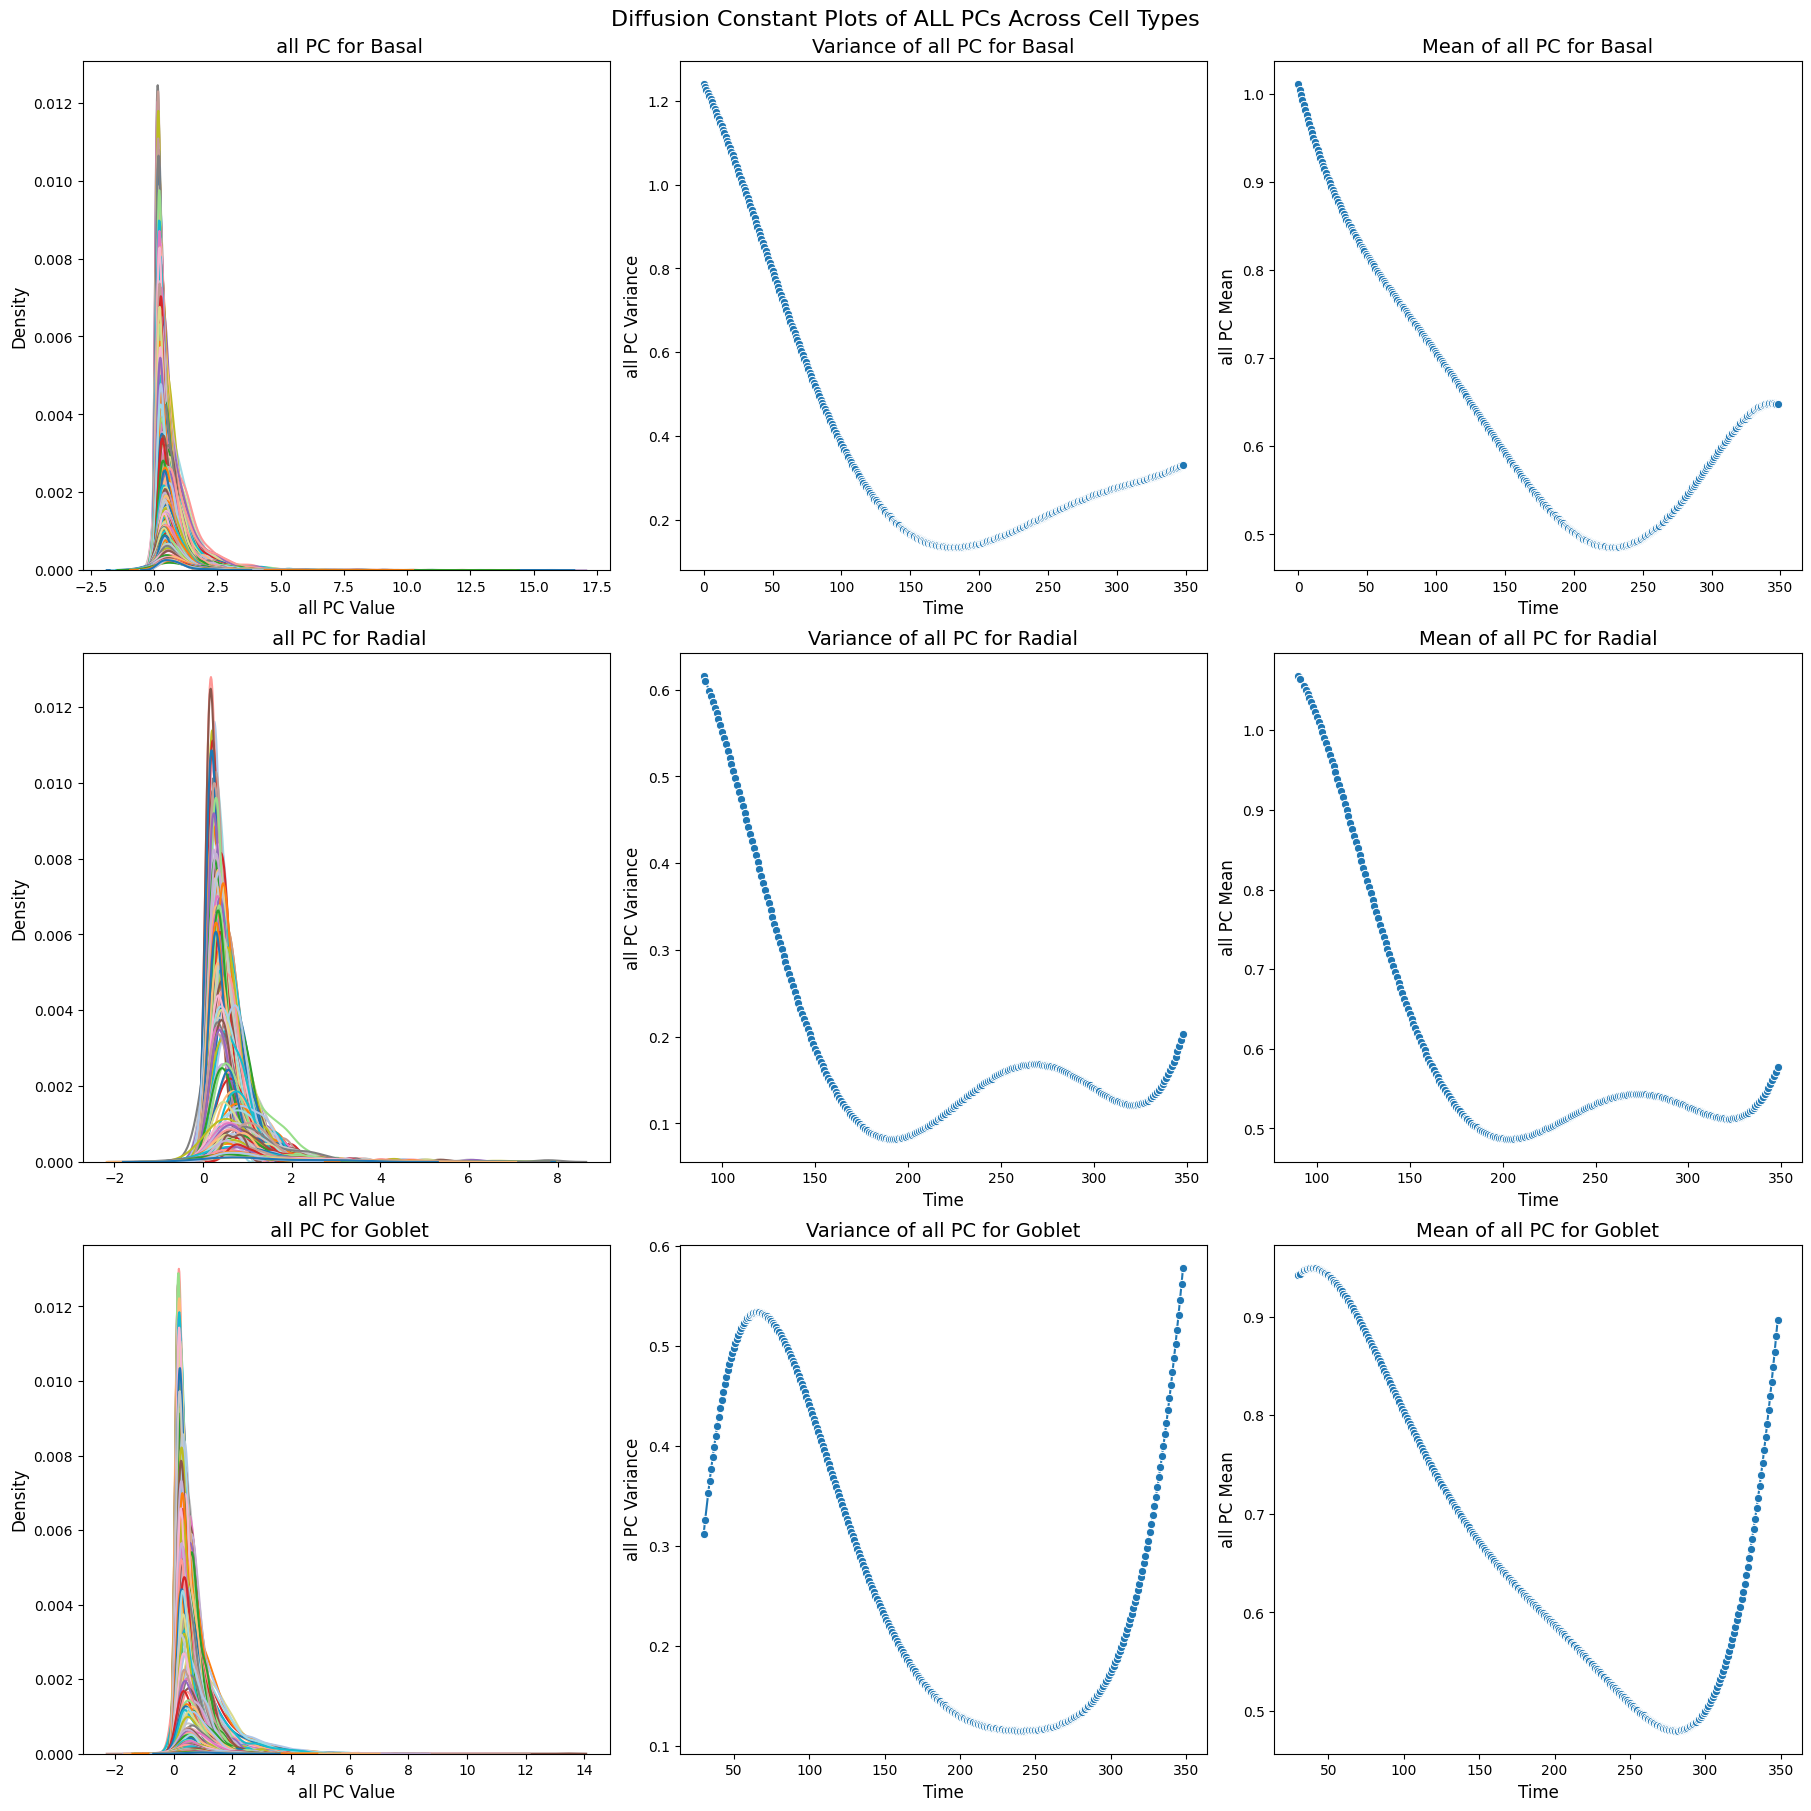 Diffusion Constant Plots of ALL PCs Across Cell Types
all PC for Basal
Density
0.012
0.010
0.008
0.006
0.004
0.002
0.000
−2.5 0.0 2.5 5.0 7.5 10.0 12.5 15.0 17.5
all PC Value
Variance of all PC for Basal
all PC Variance
1.2
1.0
0.8
0.6
0.4
0.2
0 50 100 150 200 250 300 350
Time
Mean of all PC for Basal
all PC Mean
1.0
0.9
0.8
0.7
0.6
0.5
0 50 100 150 200 250 300 350
Time
all PC for Radial
Density
0.012
0.010
0.008
0.006
0.004
0.002
0.000
−2 0 2 4 6 8
all PC Value
Variance of all PC for Radial
all PC Variance
0.6
0.5
0.4
0.3
0.2
0.1
100 150 200 250 300 350
Time
Mean of all PC for Radial
all PC Mean
1.0
0.9
0.8
0.7
0.6
0.5
100 150 200 250 300 350
Time
all PC for Goblet
Density
0.012
0.010
0.008
0.006
0.004
0.002
0.000
−2 0 2 4 6 8 10 12 14
all PC Value
Variance of all PC for Goblet
all PC Variance
0.6
0.5
0.4
0.3
0.2
0.1
50 100 150 200 250 300 350
Time
Mean of all PC for Goblet
all PC Mean
0.9
0.8
0.7
0.6
0.5
50 100 150 200 250 300 350
Time